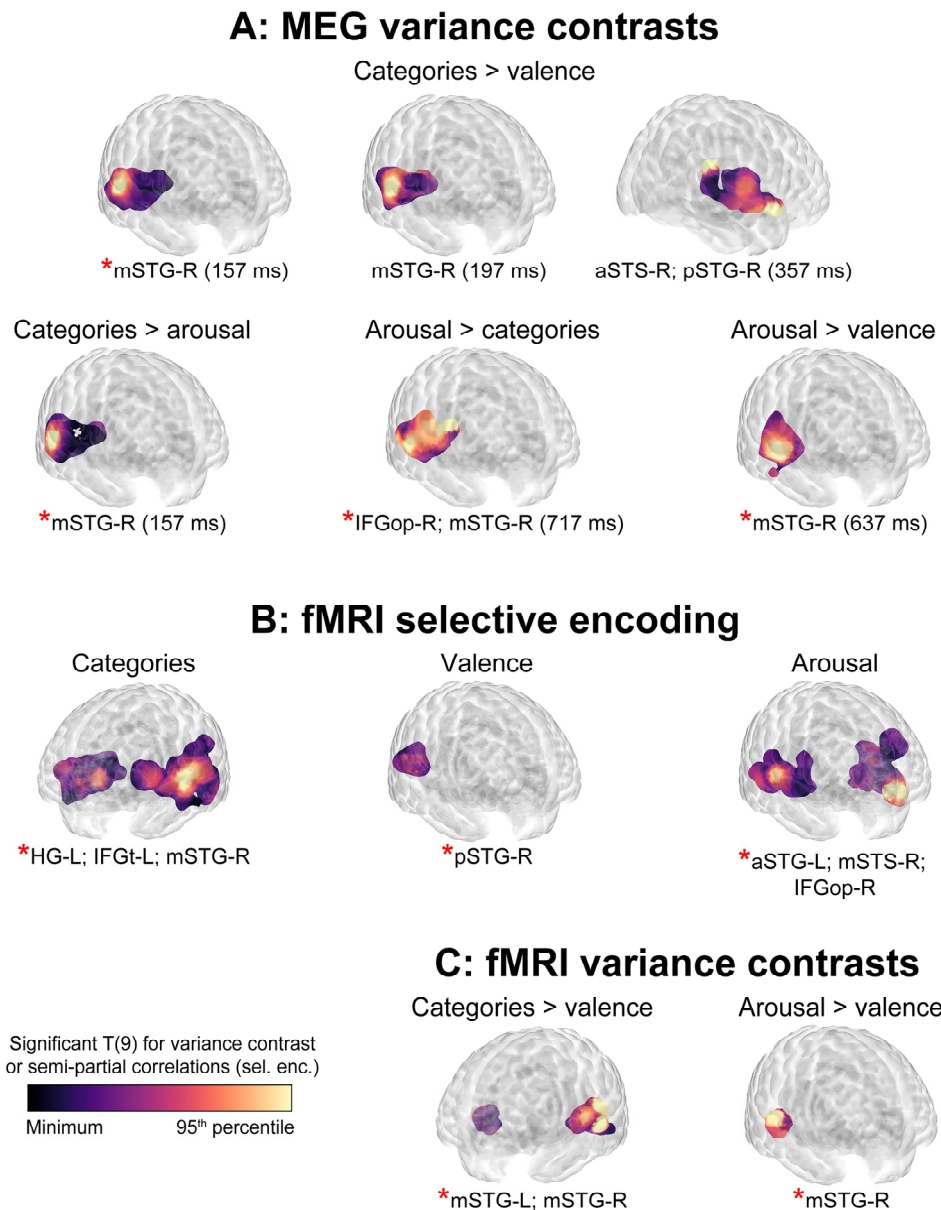 A: MEG variance contrasts
Categories > valence
*mSTG-R (157 ms)
mSTG-R (197 ms)
aSTS-R; pSTG-R (357 ms)
Categories > arousal
Arousal > categories
Arousal > valence
*mSTG-R (157 ms)
*IFGop-R; mSTG-R (717 ms)
*mSTG-R (637 ms)
B: fMRI selective encoding
Categories
Valence
Arousal
*HG-L; IFGt-L; mSTG-R
*pSTG-R
*aSTG-L; mSTS-R;
IFGop-R
C: fMRI variance contrasts
Categories > valence
Arousal > valence
Significant T(9) for variance contrast
or semi-partial correlations (sel. enc.)
Minimum
95th percentile
*mSTG-L; mSTG-R
*mSTG-R